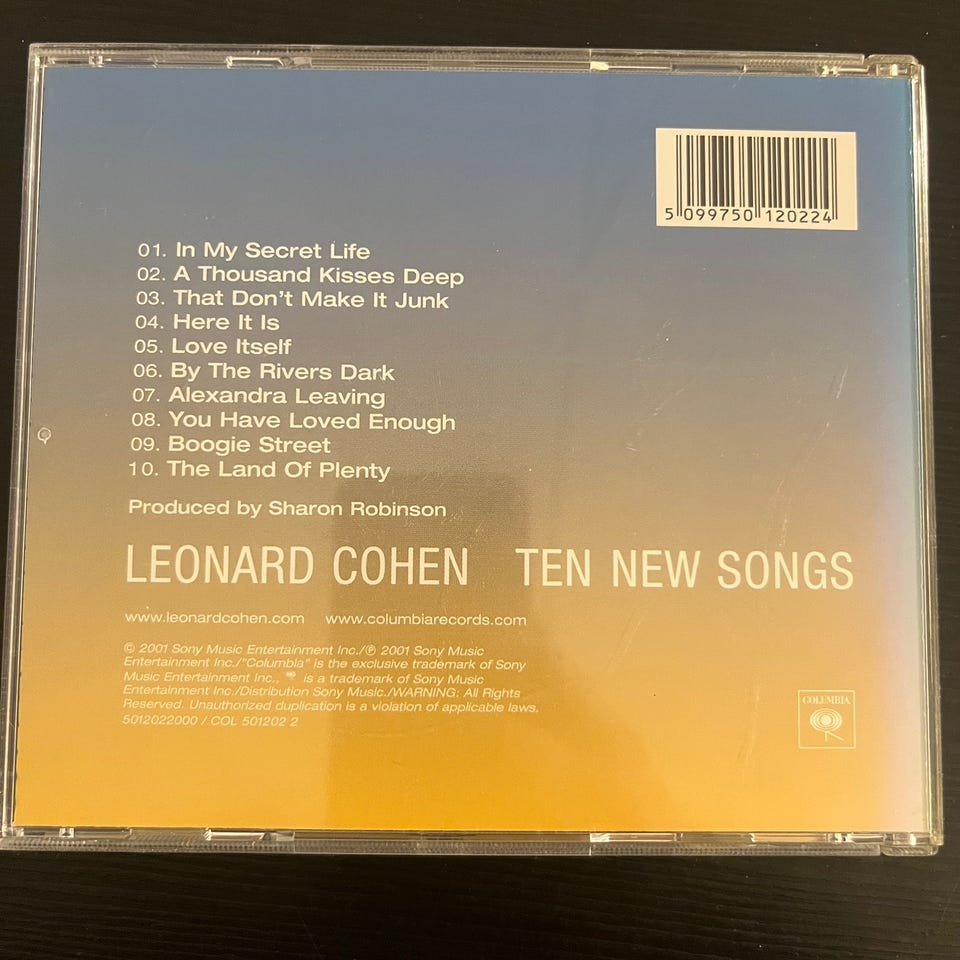 5 099750 120224
01. In My Secret Life
02. A Thousand Kisses Deep
03. That Don't Make It Junk
04. Here It Is
05. Love Itself
06. By The Rivers Dark
07. Alexandra Leaving
08. You Have Loved Enough
09. Boogie Street
10. The Land Of Plenty
Produced by Sharon Robinson
LEONARD COHEN TEN NEW SONGS
www.leonardcohen.com www.columbiarecords.com
© 2001 Sony Music Entertainment Inc./℗ 2001 Sony Music
Entertainment Inc./"Columbia" is the exclusive trademark of Sony
Music Entertainment Inc., is a trademark of Sony Music
Entertainment Inc./Distribution Sony Music./WARNING: All Rights
Reserved. Unauthorized duplication is a violation of applicable laws.
5012022000 / COL 501202 2
COLUMBIA